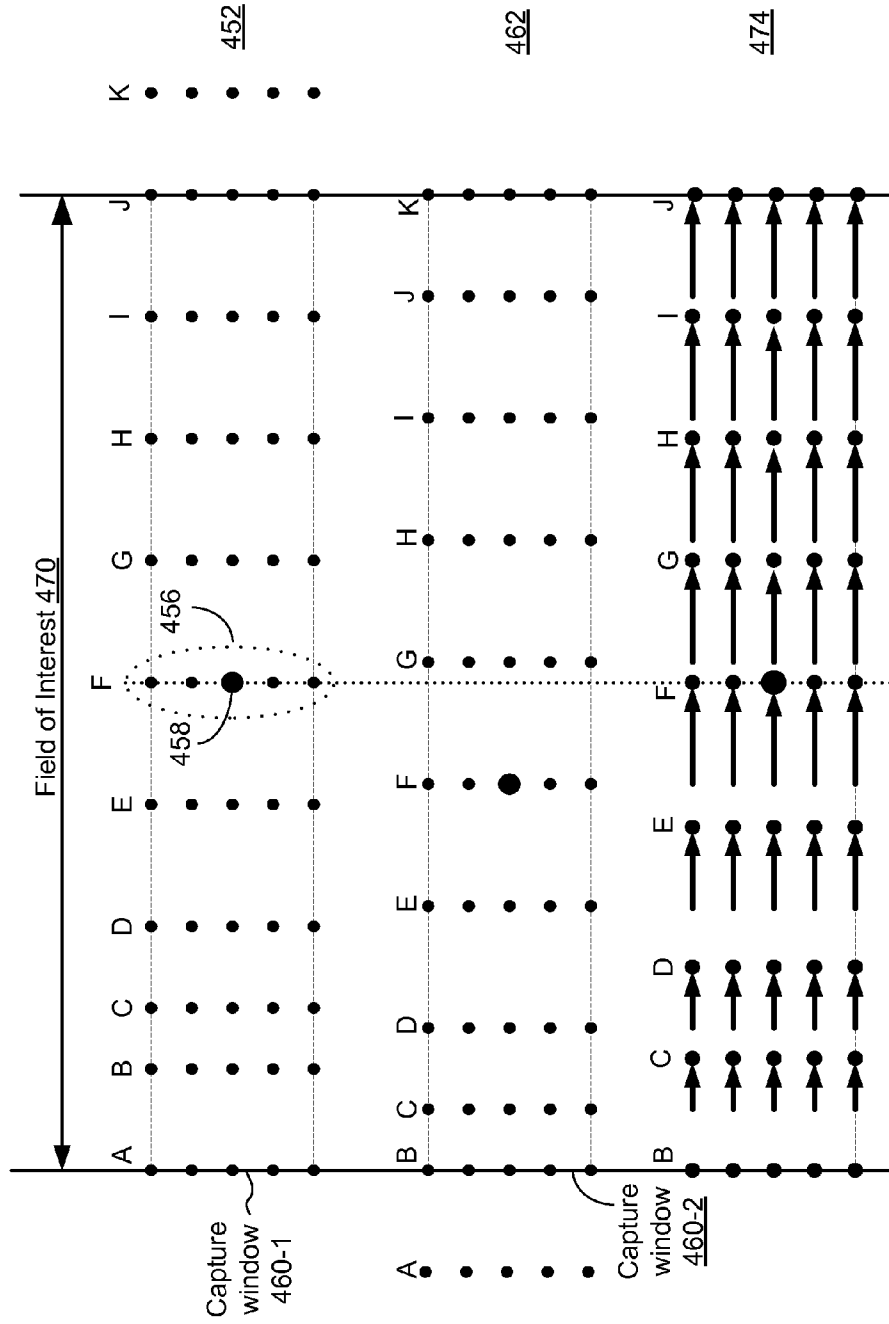 Field of Interest 470
A B C D E F G H I J K
456
458
452
Capture
window
460-1
A B C D E F G H I J K
462
Capture
window
460-2
B C D E F G H I J
474